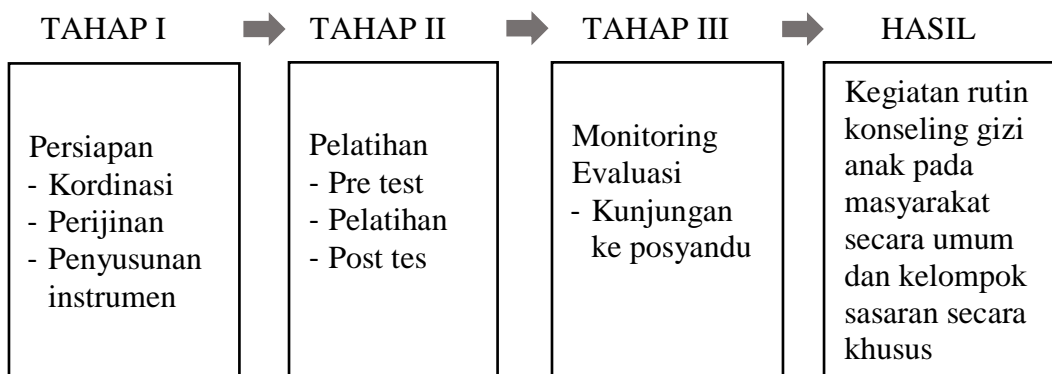 TAHAP I
TAHAP II
TAHAP III
HASIL
Persiapan
- Kordinasi
- Perijinan
- Penyusunan
instrumen
Pelatihan
- Pre test
- Pelatihan
- Post tes
Monitoring
Evaluasi
- Kunjungan
ke posyandu
Kegiatan rutin
konseling gizi
anak pada
masyarakat
secara umum
dan kelompok
sasaran secara
khusus